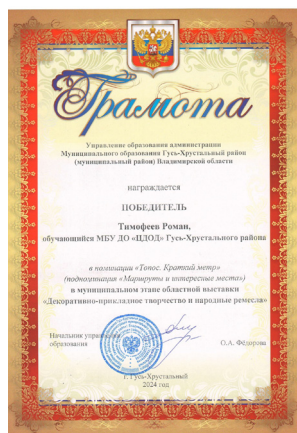 Грамота
Управление образования администрации
Муниципального образования Гусь-Хрустальный район
(муниципальный район) Владимирской области
награждается
ПОБЕДИТЕЛЬ
Тимофеев Роман,
обучающийся МБУ ДО «ЦДОД» Гусь-Хрустального района
в номинации «Топос. Краткий метр»
(подноминация «Маршруты и интересные места»)
в муниципальном этапе областной выставки
«Декоративно-прикладное творчество и народные ремесла»
Начальник управления
образования
О.А. Фёдорова
г. Гусь-Хрустальный
2024 год